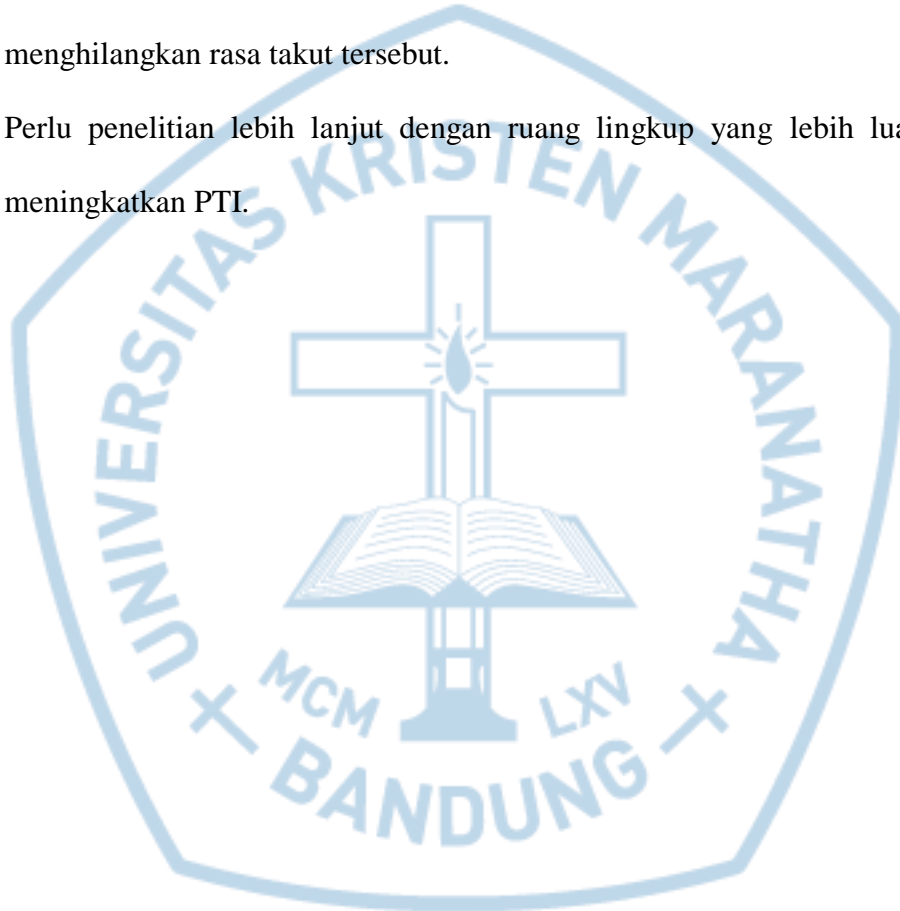 menghilangkan rasa takut tersebut.
Perlu penelitian lebih lanjut dengan ruang lingkup yang lebih lua
meningkatkan PTI.
UNIVERSITAS KRISTEN MARANATHA
MCM LXV
BANDUNG